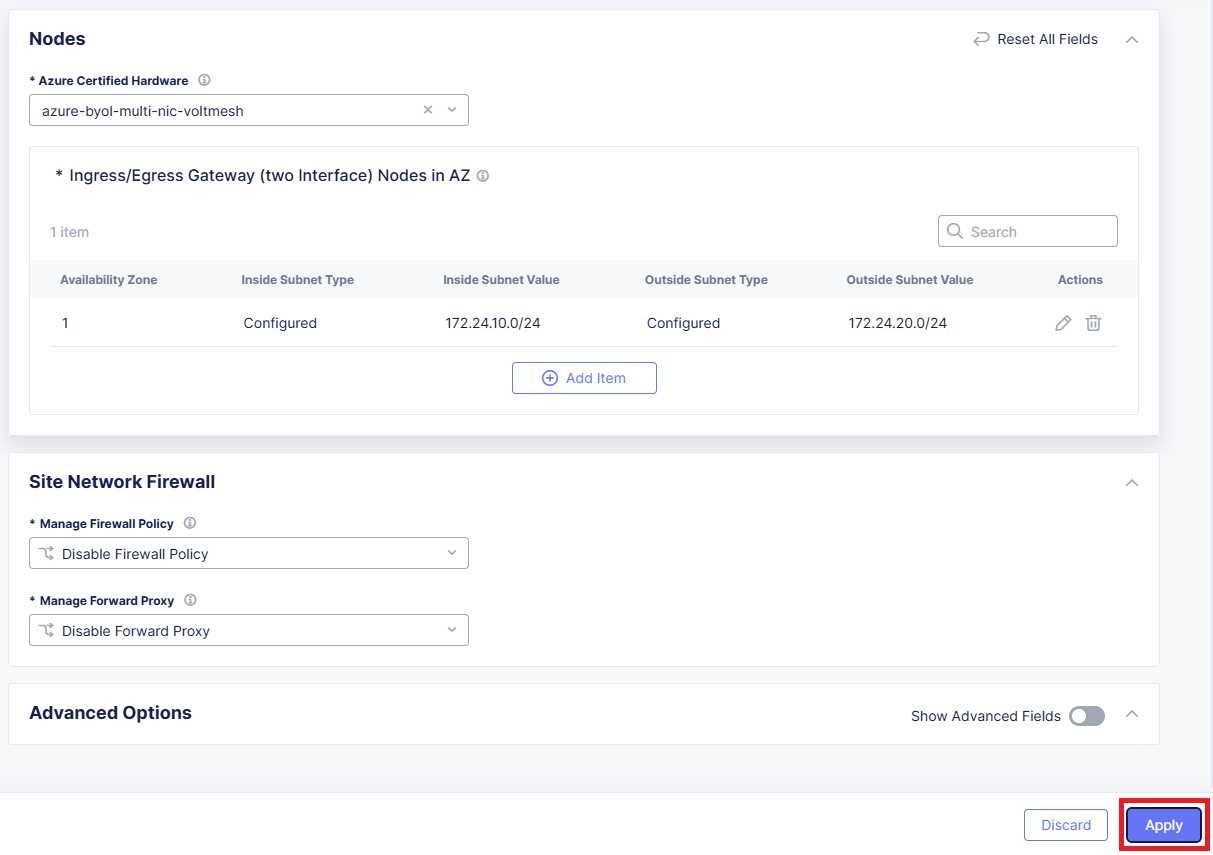 Nodes
Reset All Fields
* Azure Certified Hardware
azure-byol-multi-nic-voltmesh
* Ingress/Egress Gateway (two Interface) Nodes in AZ
1 item
Search
Availability Zone Inside Subnet Type Inside Subnet Value Outside Subnet Type Outside Subnet Value Actions
1 Configured 172.24.10.0/24 Configured 172.24.20.0/24
Add Item
Site Network Firewall
* Manage Firewall Policy
Disable Firewall Policy
* Manage Forward Proxy
Disable Forward Proxy
Advanced Options
Show Advanced Fields
Discard
Apply